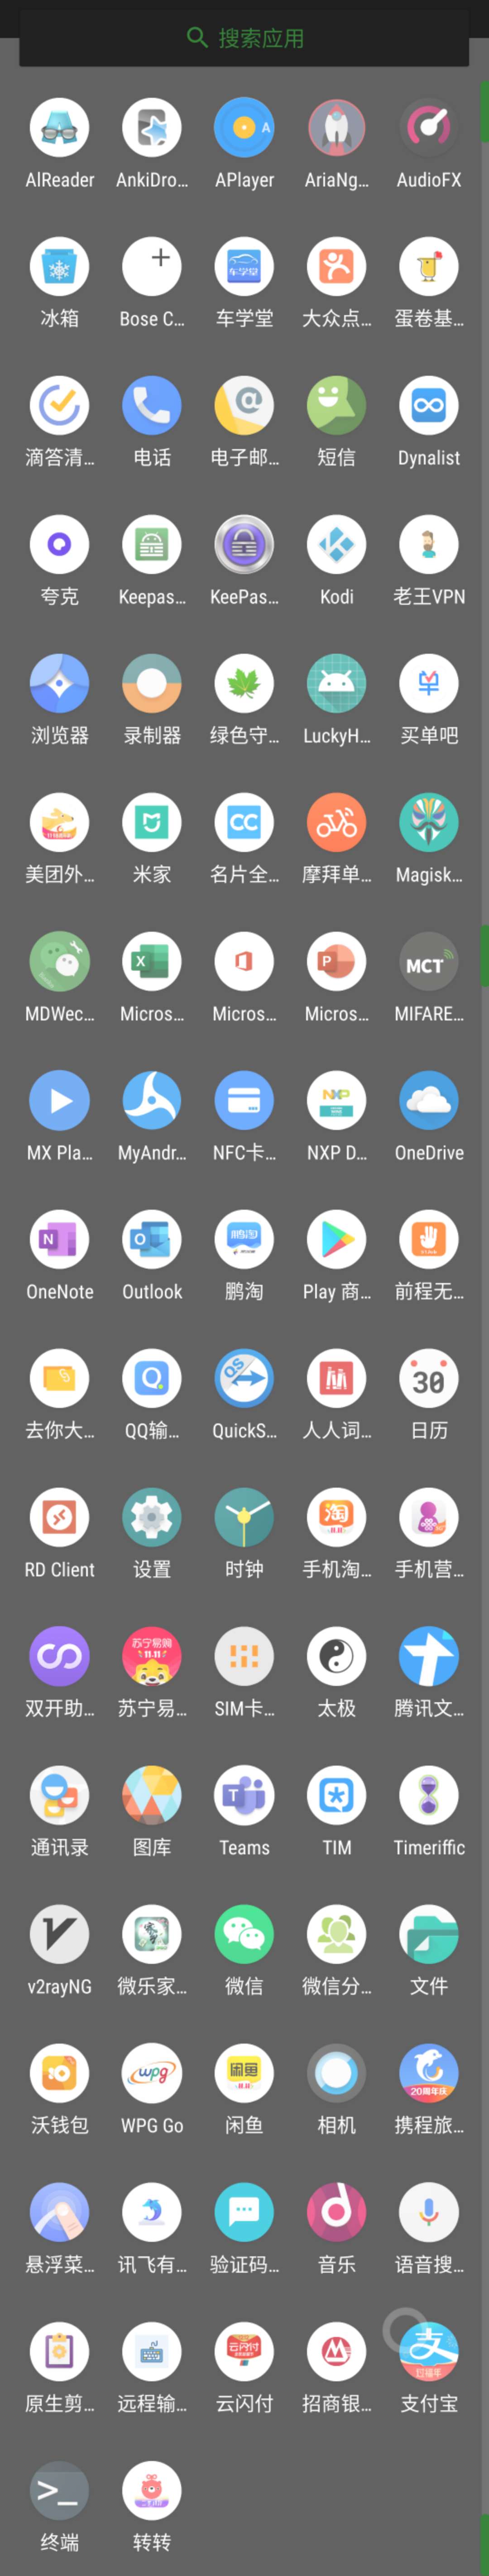 搜索应用
AlReader AnkiDro... APlayer AriaNg... AudioFX
冰箱 Bose C... 车学堂 大众点... 蛋卷基...
滴答清... 电话 电子邮... 短信 Dynalist
夸克 Keepas... KeePas... Kodi 老王VPN
浏览器 录制器 绿色守... LuckyH... 买单吧
美团外... 米家 名片全... 摩拜单... Magisk...
MDWec... Micros... Micros... Micros... MIFARE...
MX Pla... MyAndr... NFC卡... NXP D... OneDrive
OneNote Outlook 鹏淘 Play 商... 前程无...
去你大... QQ输... QuickS... 人人词... 日历
RD Client 设置 时钟 手机淘... 手机营...
双开助... 苏宁易... SIM卡... 太极 腾讯文...
通讯录 图库 Teams TIM Timeriffic
v2rayNG 微乐家... 微信 微信分... 文件
沃钱包 WPG Go 闲鱼 相机 携程旅...
悬浮菜... 讯飞有... 验证码... 音乐 语音搜...
原生剪... 远程输... 云闪付 招商银... 支付宝
终端 转转